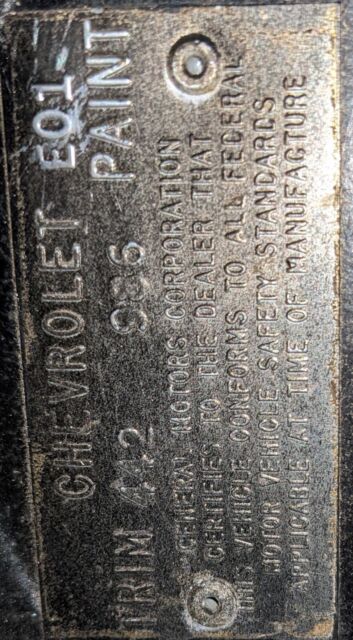 CHEVROLET E01
TRIM 442 986 PAINT
GENERAL MOTORS CORPORATION
CERTIFIES TO THE DEALER THAT
THIS VEHICLE CONFORMS TO ALL FEDERAL
MOTOR VEHICLE SAFETY STANDARDS
APPLICABLE AT TIME OF MANUFACTURE